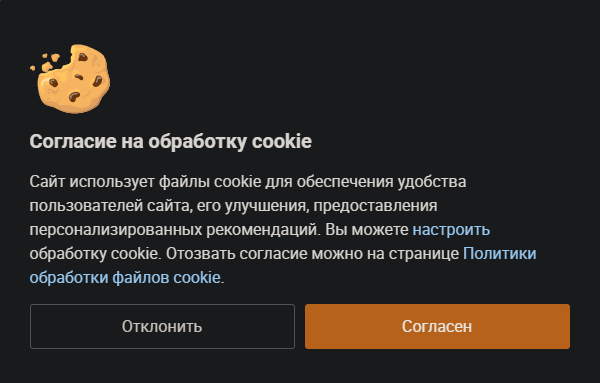 Согласие на обработку cookie
Сайт использует файлы cookie для обеспечения удобства
пользователей сайта, его улучшения, предоставления
персонализированных рекомендаций. Вы можете настроить
обработку cookie. Отозвать согласие можно на странице Политики
обработки файлов cookie.
Отклонить
Согласен